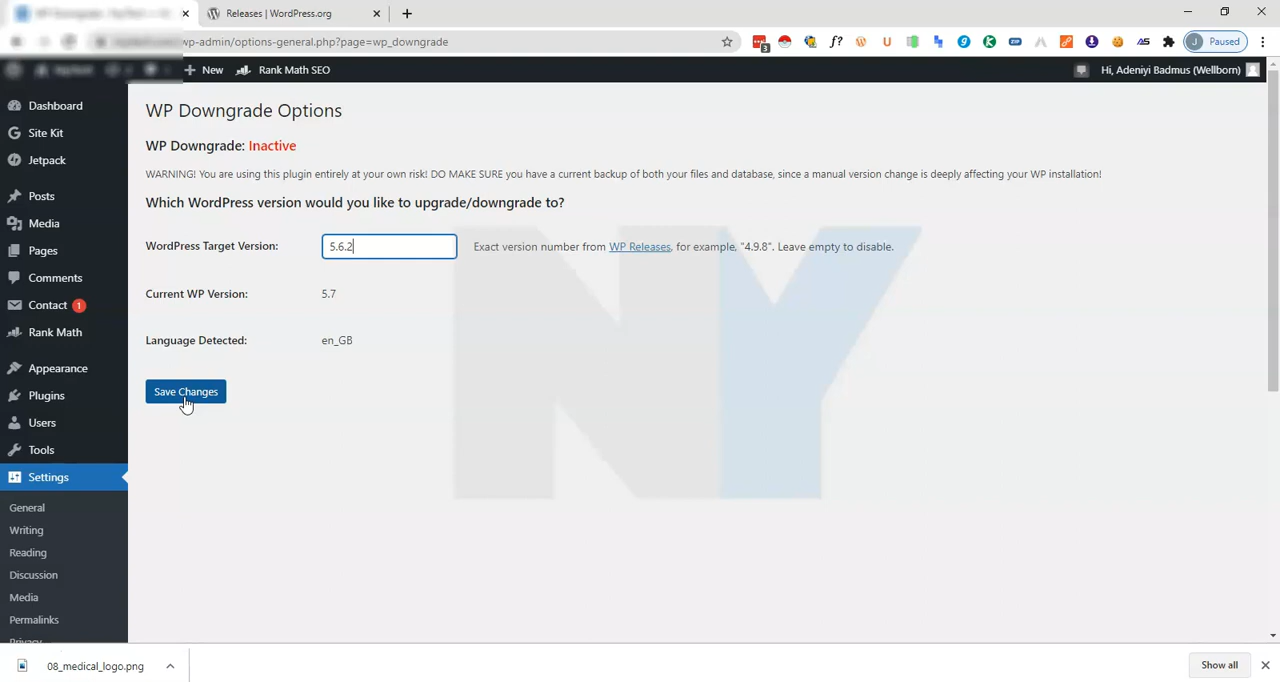 Releases | WordPress.org
wp-admin/options-general.php?page=wp_downgrade
3
f?
U
ZIP
AS
J Paused
New
Rank Math SEO
Hi, Adeniyi Badmus (Wellborn)
Dashboard
Site Kit
Jetpack
Posts
Media
Pages
Comments
Contact 1
Rank Math
Appearance
Plugins
Users
Tools
Settings
General
Writing
Reading
Discussion
Media
Permalinks
Privacy
WP Downgrade Options
WP Downgrade: Inactive
WARNING! You are using this plugin entirely at your own risk! DO MAKE SURE you have a current backup of both your files and database, since a manual version change is deeply affecting your WP installation!
Which WordPress version would you like to upgrade/downgrade to?
WordPress Target Version: 5.6.2 Exact version number from WP Releases, for example, "4.9.8". Leave empty to disable.
Current WP Version: 5.7
Language Detected: en_GB
Save Changes
NY
08_medical_logo.png
Show all